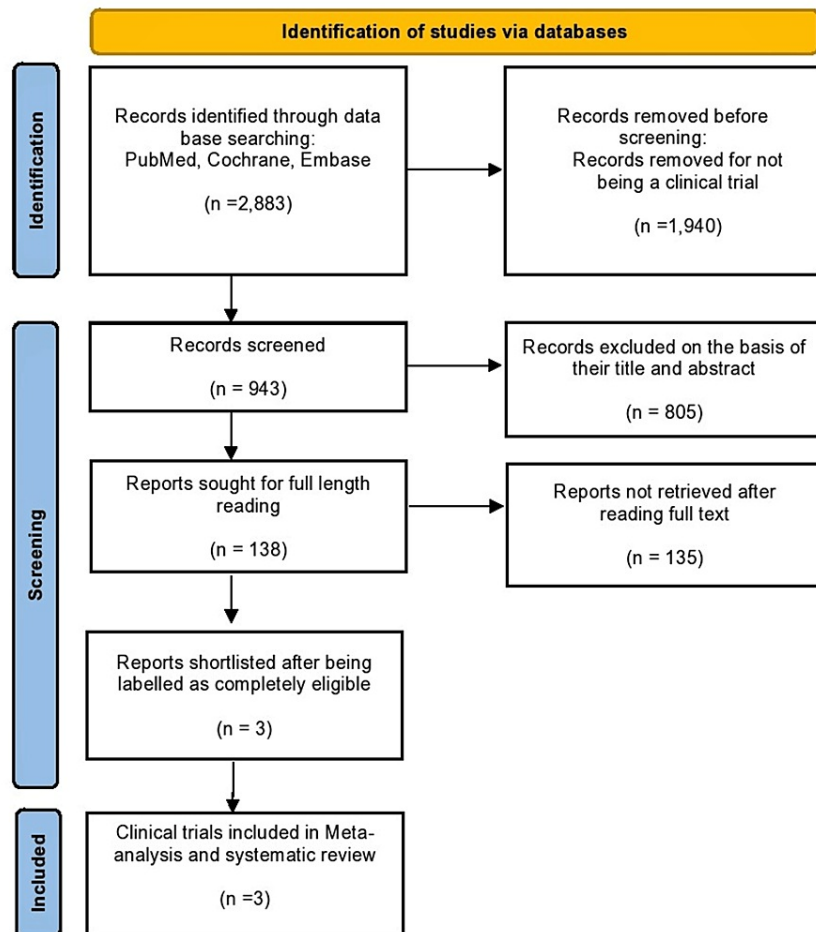 Identification of studies via databases
Identification
Records identified through data
base searching:
PubMed, Cochrane, Embase
(n =2,883)
Records removed before
screening:
Records removed for not
being a clinical trial
(n =1,940)
Screening
Records screened
(n = 943)
Records excluded on the basis of
their title and abstract
(n = 805)
Reports sought for full length
reading
(n = 138)
Reports not retrieved after
reading full text
(n = 135)
Reports shortlisted after being
labelled as completely eligible
(n = 3)
Included
Clinical trials included in Meta-
analysis and systematic review
(n =3)